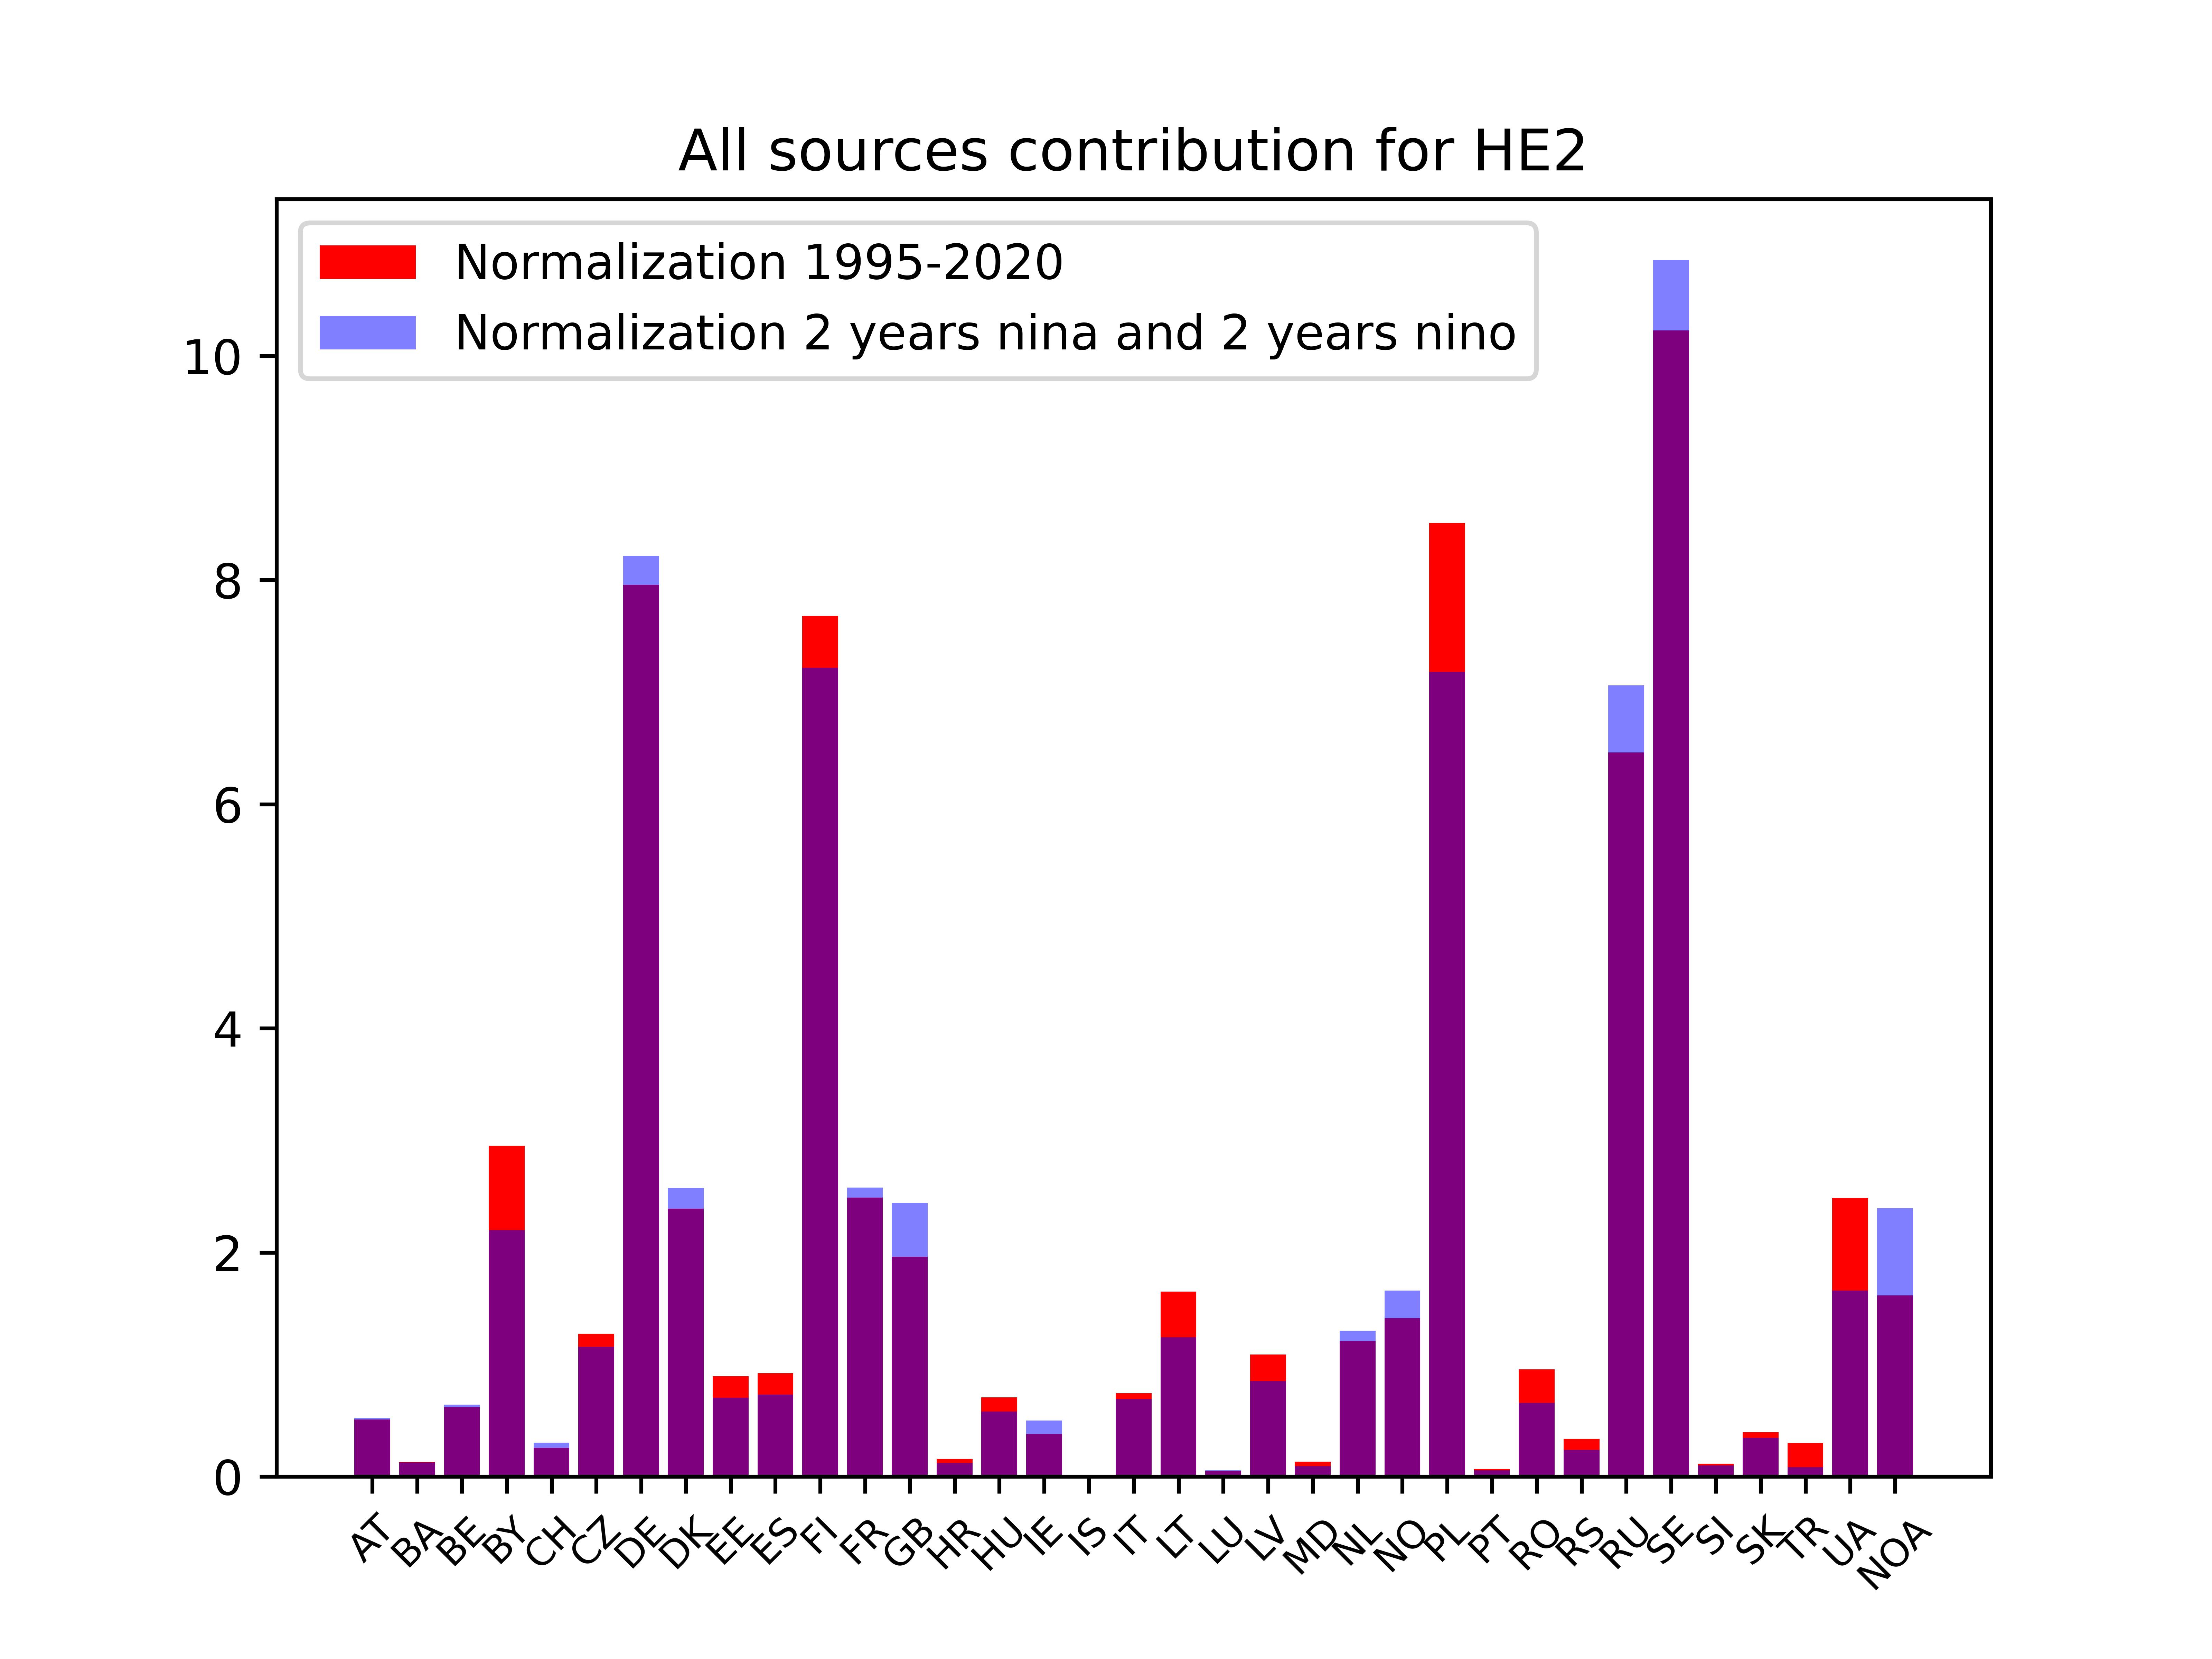 All sources contribution for HE2
Normalization 1995-2020
Normalization 2 years nina and 2 years nino
10
8
6
4
2
0
AT BA BE BY CH CZ DE DK EE ES FI FR GB HR HU IE IS IT LT LU LV MD NL NO PL PT RO RS RU SE SI SK TR UA NOA